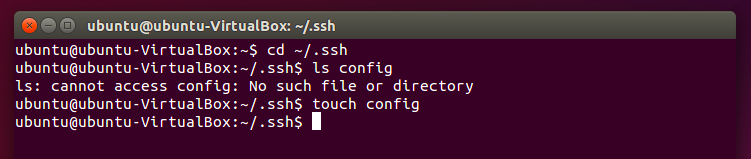 ubuntu@ubuntu-VirtualBox: ~/.ssh
ubuntu@ubuntu-VirtualBox:~$ cd ~/.ssh
ubuntu@ubuntu-VirtualBox:~/.ssh$ ls config
ls: cannot access config: No such file or directory
ubuntu@ubuntu-VirtualBox:~/.ssh$ touch config
ubuntu@ubuntu-VirtualBox:~/.ssh$